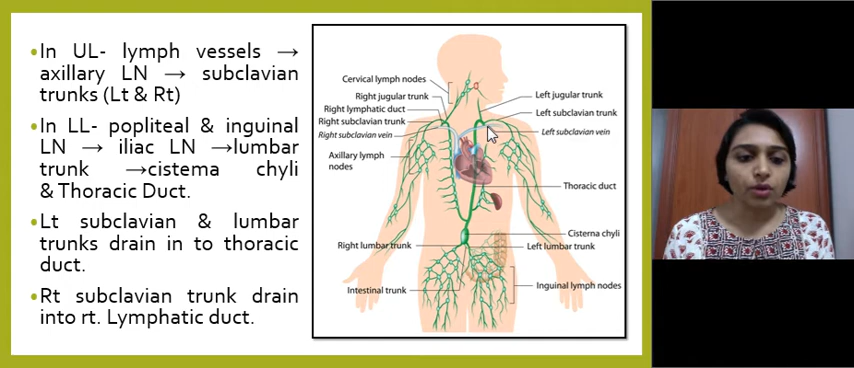 •In UL- lymph vessels →
axillary LN → subclavian
trunks (Lt & Rt)
•In LL- popliteal & inguinal
LN → iliac LN →lumbar
trunk →cistema chyli
& Thoracic Duct.
•Lt subclavian & lumbar
trunks drain in to thoracic
duct.
•Rt subclavian trunk drain
into rt. Lymphatic duct.
Cervical lymph nodes
Right jugular trunk
Right lymphatic duct
Right subclavian trunk
Right subclavian vein
Axillary lymph
nodes
Right lumbar trunk
Intestinal trunk
Left jugular trunk
Left subclavian trunk
Left subclavian vein
Thoracic duct
Cisterna chyli
Left lumbar trunk
Inguinal lymph nodes